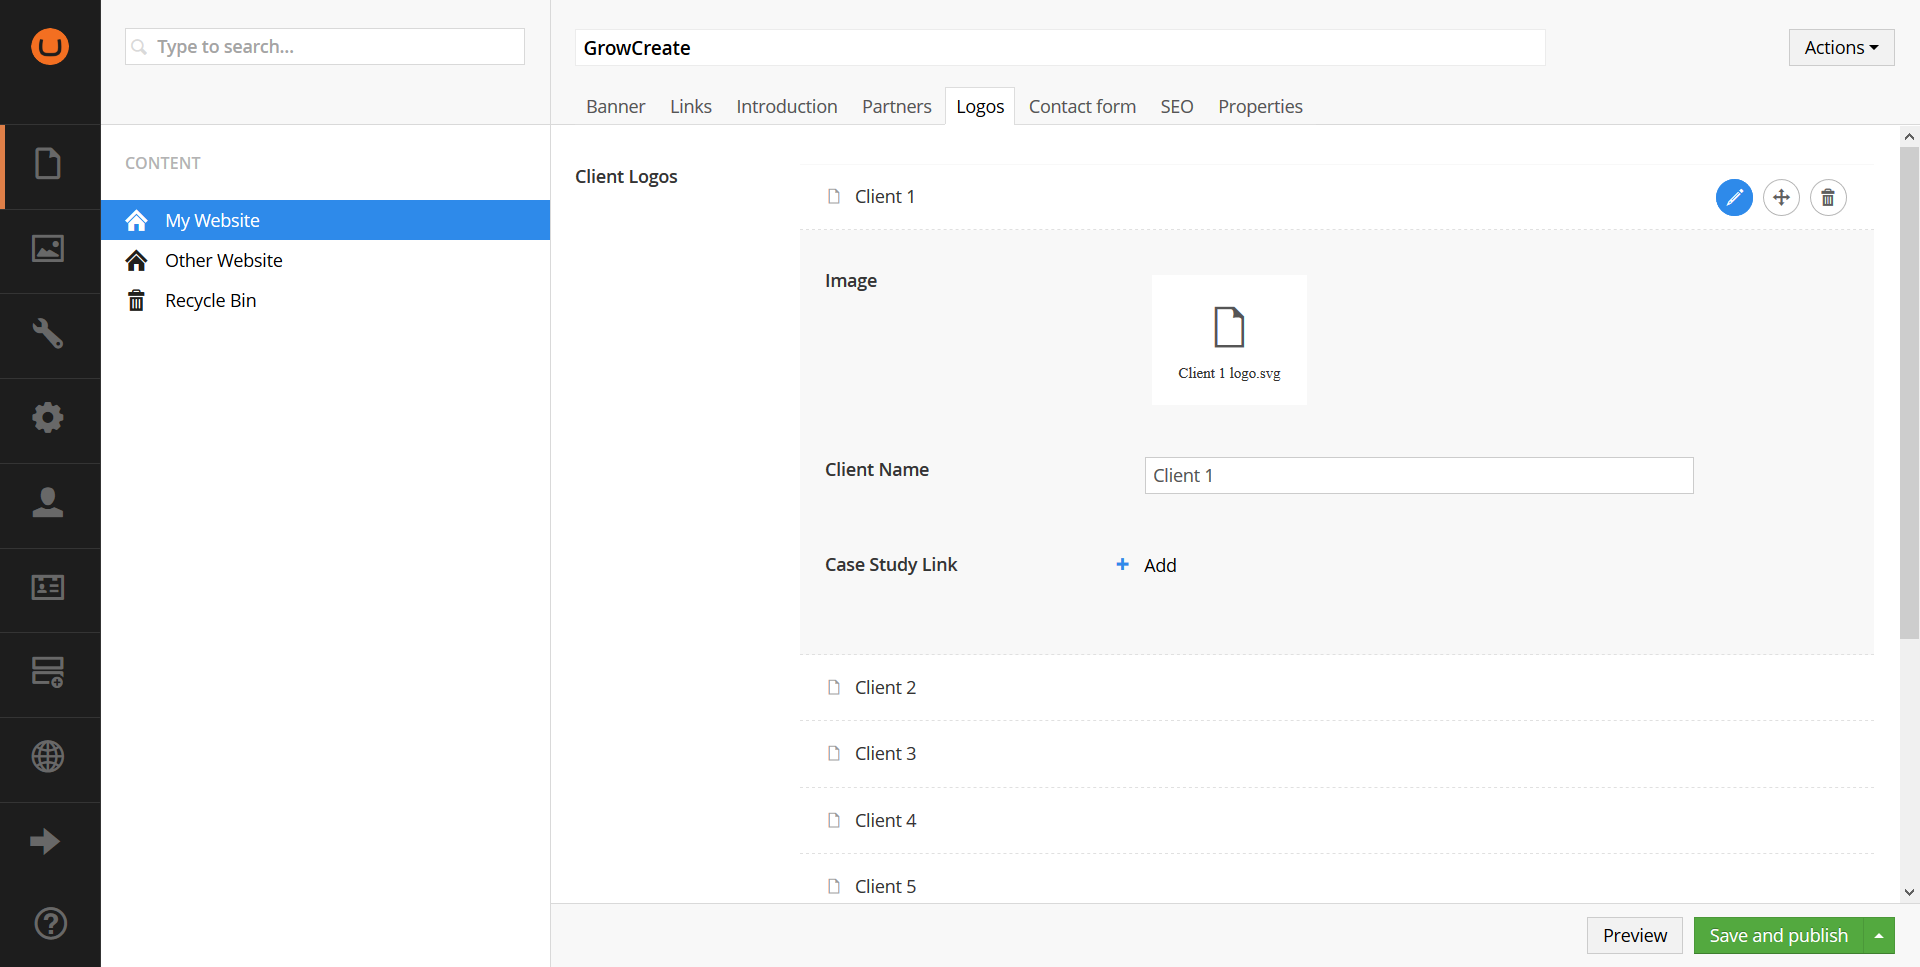 Type to search...
GrowCreate
Actions
Banner Links Introduction Partners Logos Contact form SEO Properties
CONTENT
My Website
Other Website
Recycle Bin
Client Logos
Client 1
Image
Client 1 logo.svg
Client Name
Client 1
Case Study Link
+ Add
Client 2
Client 3
Client 4
Client 5
Preview
Save and publish